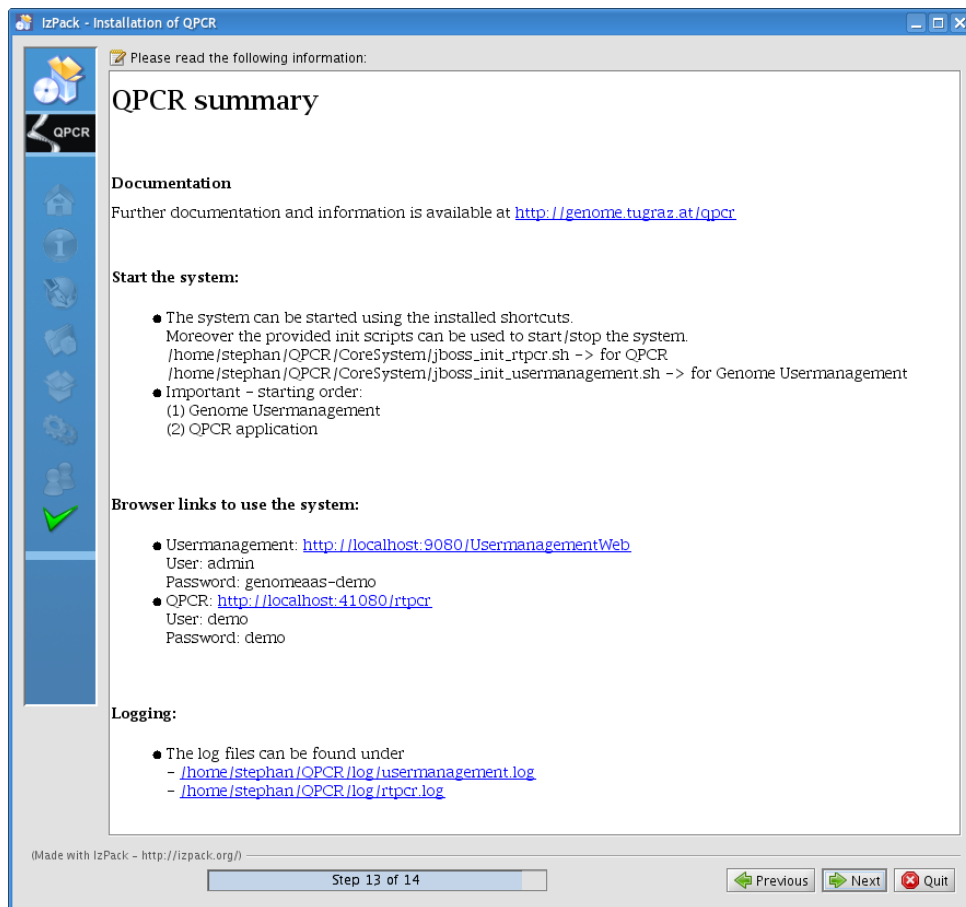 IzPack - Installation of QPCR
Please read the following information:
QPCR
QPCR summary
Documentation
Further documentation and information is available at http://genome.tugraz.at/qpcr
Start the system:
● The system can be started using the installed shortcuts.
Moreover the provided init scripts can be used to start/stop the system.
/home/stephan/QPCR/CoreSystem/jboss_init_rtpcr.sh -> for QPCR
/home/stephan/QPCR/CoreSystem/jboss_init_usermanagement.sh -> for Genome Usermanagement
● Important - starting order:
(1) Genome Usermanagement
(2) QPCR application
Browser links to use the system:
● Usermanagement: http://localhost:9080/UsermanagementWeb
User: admin
Password: genomeaas-demo
● QPCR: http://localhost:41080/rtpcr
User: demo
Password: demo
Logging:
● The log files can be found under
- /home/stephan/QPCR/log/usermanagement.log
- /home/stephan/QPCR/log/rtpcr.log
(Made with IzPack - http://izpack.org/)
Step 13 of 14
Previous
Next
Quit